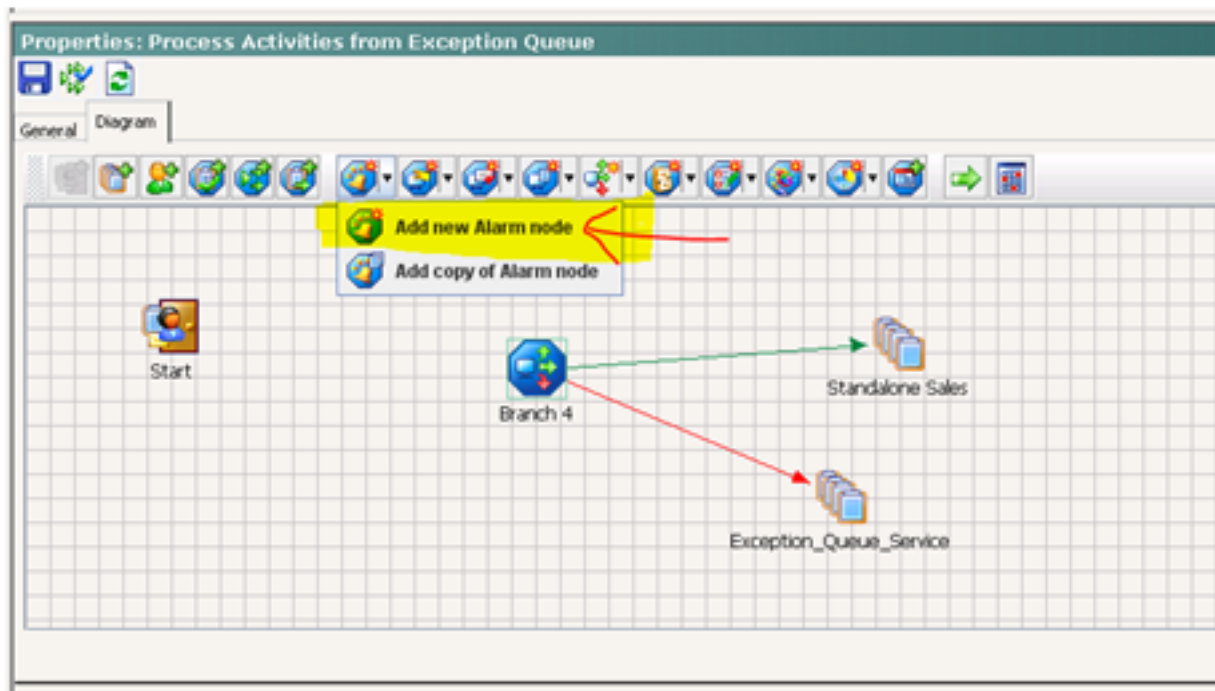 Properties: Process Activities from Exception Queue
General Diagram
Add new Alarm node
Add copy of Alarm node
Start
Branch 4
Standalone Sales
Exception_Queue_Service